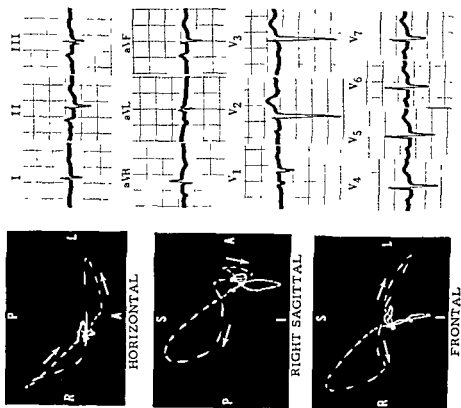 I II III
aVR aVL aVF
V1 V2 V3
V4 V5 V6 V7
P
R L
A
HORIZONTAL
S
P A
I
RIGHT SAGITTAL
S
R L
I
FRONTAL